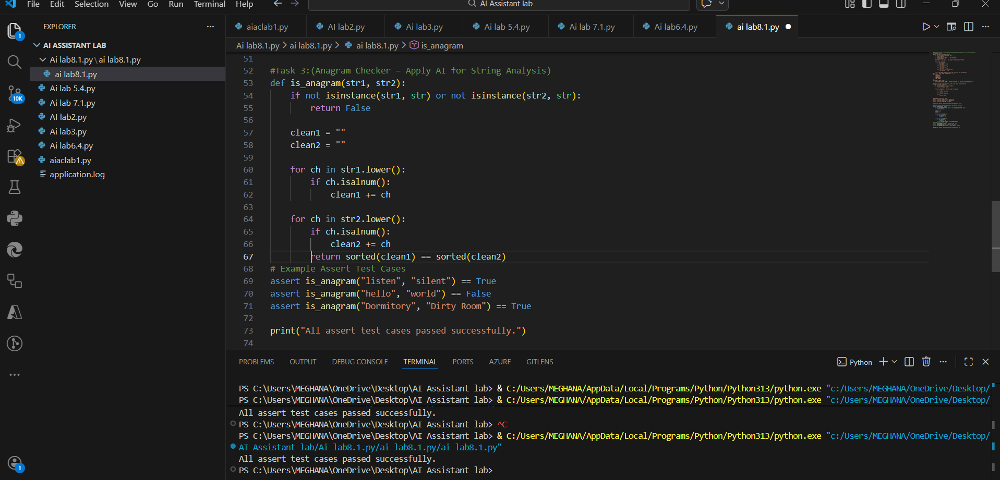 File Edit Selection View Go Run Terminal Help
AI Assistant lab
EXPLORER
AI ASSISTANT LAB
Ai lab8.1.py\ai lab8.1.py
ai lab8.1.py
Ai lab 5.4.py
Ai lab 7.1.py
AI lab2.py
Ai lab3.py
Ai lab6.4.py
aiaclab1.py
application.log
1
10K
1
aiaclab1.py AI lab2.py Ai lab3.py Ai lab 5.4.py Ai lab 7.1.py Ai lab6.4.py ai lab8.1.py
Ai lab8.1.py > ai lab8.1.py > ai lab8.1.py > is_anagram
51
52 #Task 3:(Anagram Checker – Apply AI for String Analysis)
53 def is_anagram(str1, str2):
54     if not isinstance(str1, str) or not isinstance(str2, str):
55         return False
56
57     clean1 = ""
58     clean2 = ""
59
60     for ch in str1.lower():
61         if ch.isalnum():
62             clean1 += ch
63
64     for ch in str2.lower():
65         if ch.isalnum():
66             clean2 += ch
67         return sorted(clean1) == sorted(clean2)
68 # Example Assert Test Cases
69 assert is_anagram("listen", "silent") == True
70 assert is_anagram("hello", "world") == False
71 assert is_anagram("Dormitory", "Dirty Room") == True
72
73 print("All assert test cases passed successfully.")
74
PROBLEMS OUTPUT DEBUG CONSOLE TERMINAL PORTS AZURE GITLENS
Python
PS C:\Users\MEGHANA\OneDrive\Desktop\AI Assistant lab> & C:/Users/MEGHANA/AppData/Local/Programs/Python/Python313/python.exe "c:/Users/MEGHANA/OneDrive/Desktop/
PS C:\Users\MEGHANA\OneDrive\Desktop\AI Assistant lab> & C:/Users/MEGHANA/AppData/Local/Programs/Python/Python313/python.exe "c:/Users/MEGHANA/OneDrive/Desktop/
All assert test cases passed successfully.
PS C:\Users\MEGHANA\OneDrive\Desktop\AI Assistant lab> ^C
PS C:\Users\MEGHANA\OneDrive\Desktop\AI Assistant lab> & C:/Users/MEGHANA/AppData/Local/Programs/Python/Python313/python.exe "c:/Users/MEGHANA/OneDrive/Desktop/
AI Assistant lab/Ai lab8.1.py/ai lab8.1.py/ai lab8.1.py"
All assert test cases passed successfully.
PS C:\Users\MEGHANA\OneDrive\Desktop\AI Assistant lab>